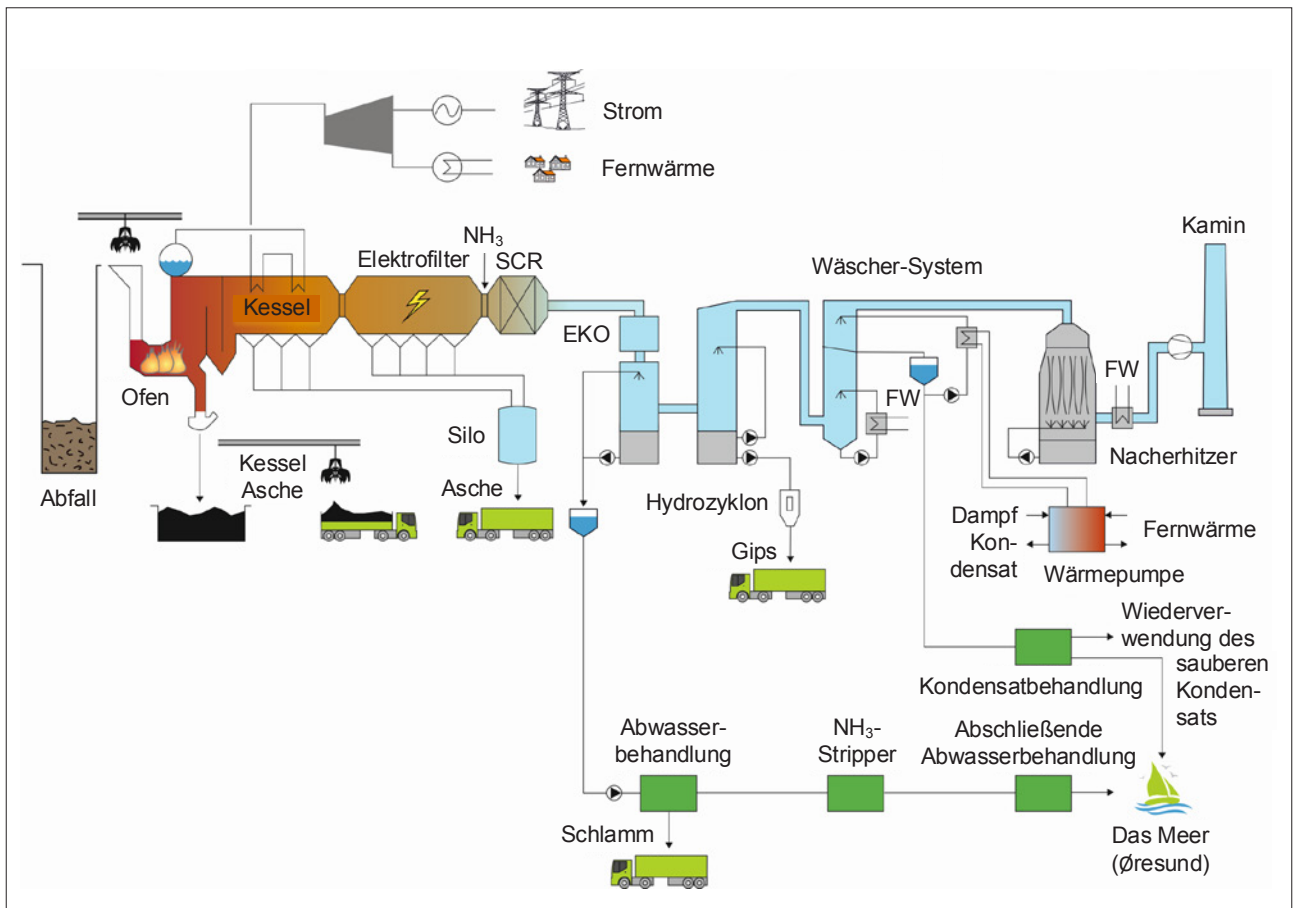 Strom
Fernwärme
Kamin
NH₃
Elektrofilter
SCR
Wäscher-System
Kessel
EKO
Ofen
FW
FW
Silo
Nacherhitzer
Abfall
Kessel
Asche
Asche
Hydrozyklon
Dampf
Kon-
densat
Fernwärme
Gips
Wärmepumpe
Wiederver-
wendung des
sauberen
Konden-
sats
Kondensatbehandlung
Abwasser-
behandlung
NH₃-
Stripper
Abschließende
Abwasserbehandlung
Schlamm
Das Meer
(Øresund)